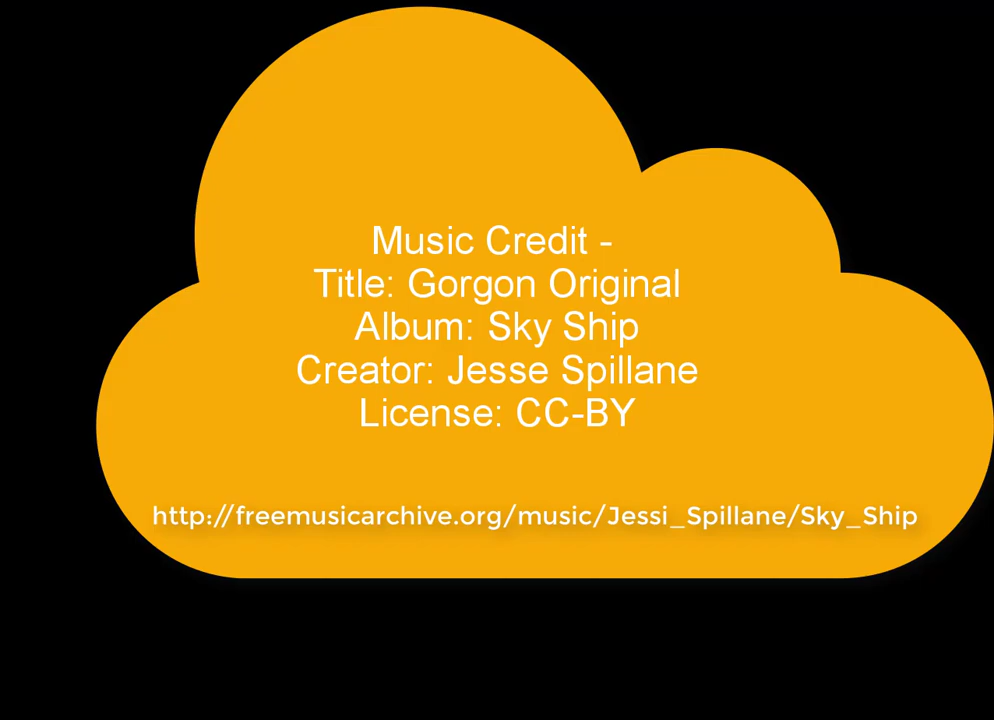 Music Credit -
Title: Gorgon Original
Album: Sky Ship
Creator: Jesse Spillane
License: CC-BY
http://freemusicarchive.org/music/Jessi_Spillane/Sky_Ship